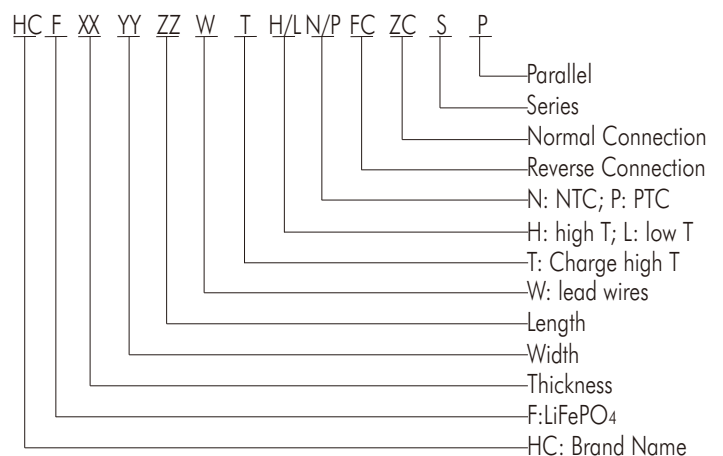 HC F XX YY ZZ W T H/L N/P FC ZC S P
Parallel
Series
Normal Connection
Reverse Connection
N: NTC; P: PTC
H: high T; L: low T
T: Charge high T
W: lead wires
Length
Width
Thickness
F:LiFePO4
HC: Brand Name